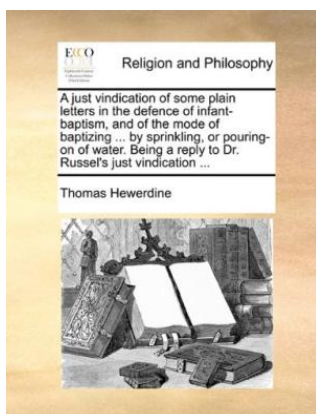 ECCO
Religion and Philosophy
A just vindication of some plain
letters in the defence of infant-
baptism, and of the mode of
baptizing ... by sprinkling, or pouring-
on of water. Being a reply to Dr.
Russel's just vindication ...
Thomas Hewerdine